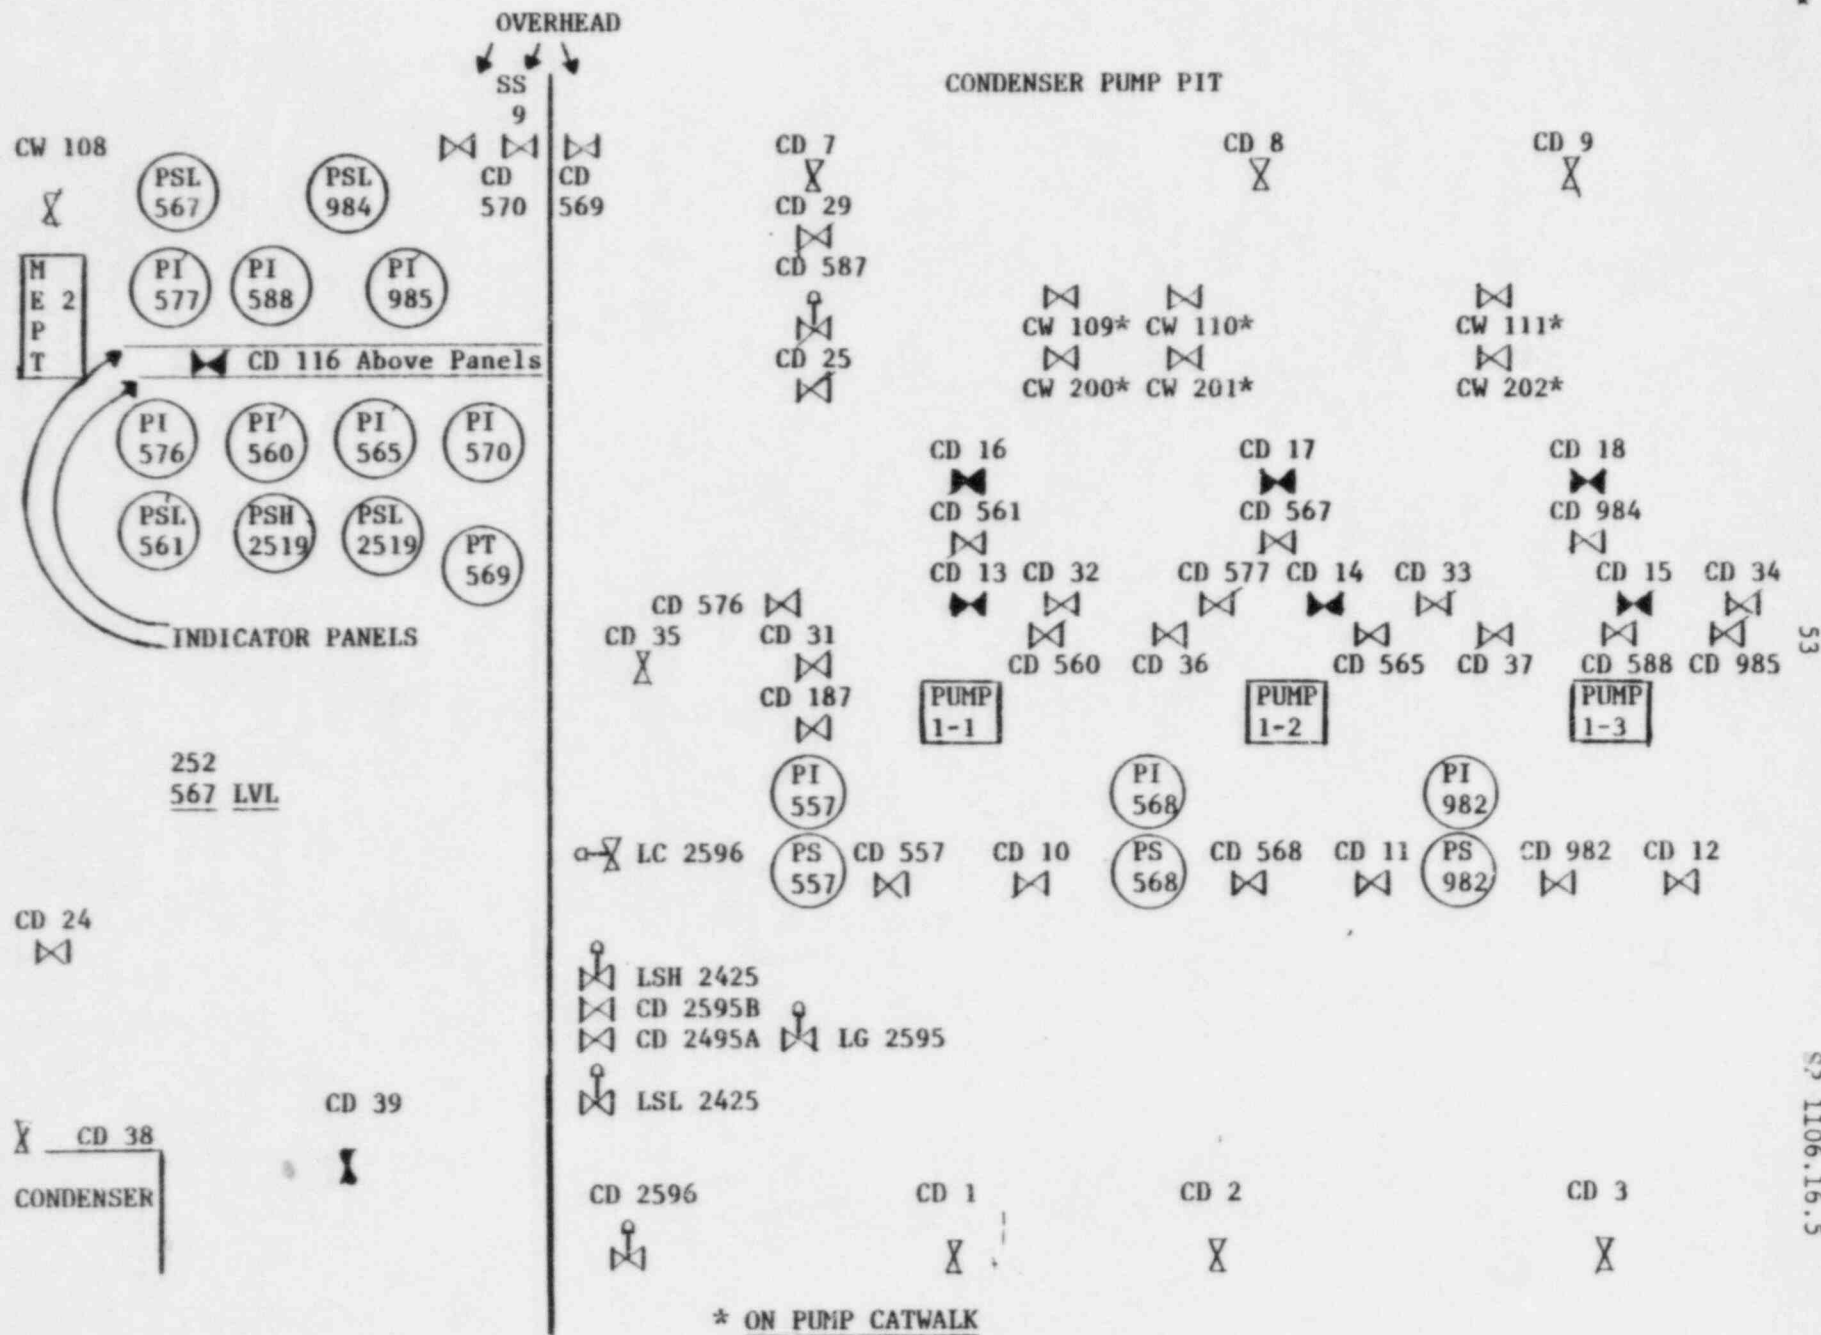 OVERHEAD
CONDENSER PUMP PIT
SS
9
CW 108
CD 7
CD 8
CD 9
PSL
567
PSL
984
CD
570
CD
569
CD 29
M
E 2
P
T
PI
577
PI
588
PI
985
CD 587
CW 109* CW 110*
CW 111*
CD 116 Above Panels
CD 25
CW 200* CW 201*
CW 202*
PI
576
PI
560
PI
565
PI
570
CD 16
CD 17
CD 18
PSL
561
PSH
2519
PSL
2519
PT
569
CD 561
CD 567
CD 984
CD 13 CD 32
CD 577 CD 14 CD 33
CD 15 CD 34
CD 576
INDICATOR PANELS
CD 35
CD 31
CD 560 CD 36
CD 565 CD 37
CD 588 CD 985
CD 187
PUMP
1-1
PUMP
1-2
PUMP
1-3
252
567 LVL
PI
557
PI
568
PI
982
LC 2596
PS
557
CD 557
CD 10
PS
568
CD 568
CD 11
PS
982
CD 982
CD 12
CD 24
LSH 2425
CD 2595B
CD 2495A
LG 2595
LSL 2425
CD 39
CD 38
CONDENSER
CD 2596
CD 1
CD 2
CD 3
* ON PUMP CATWALK
53
1106.16.5